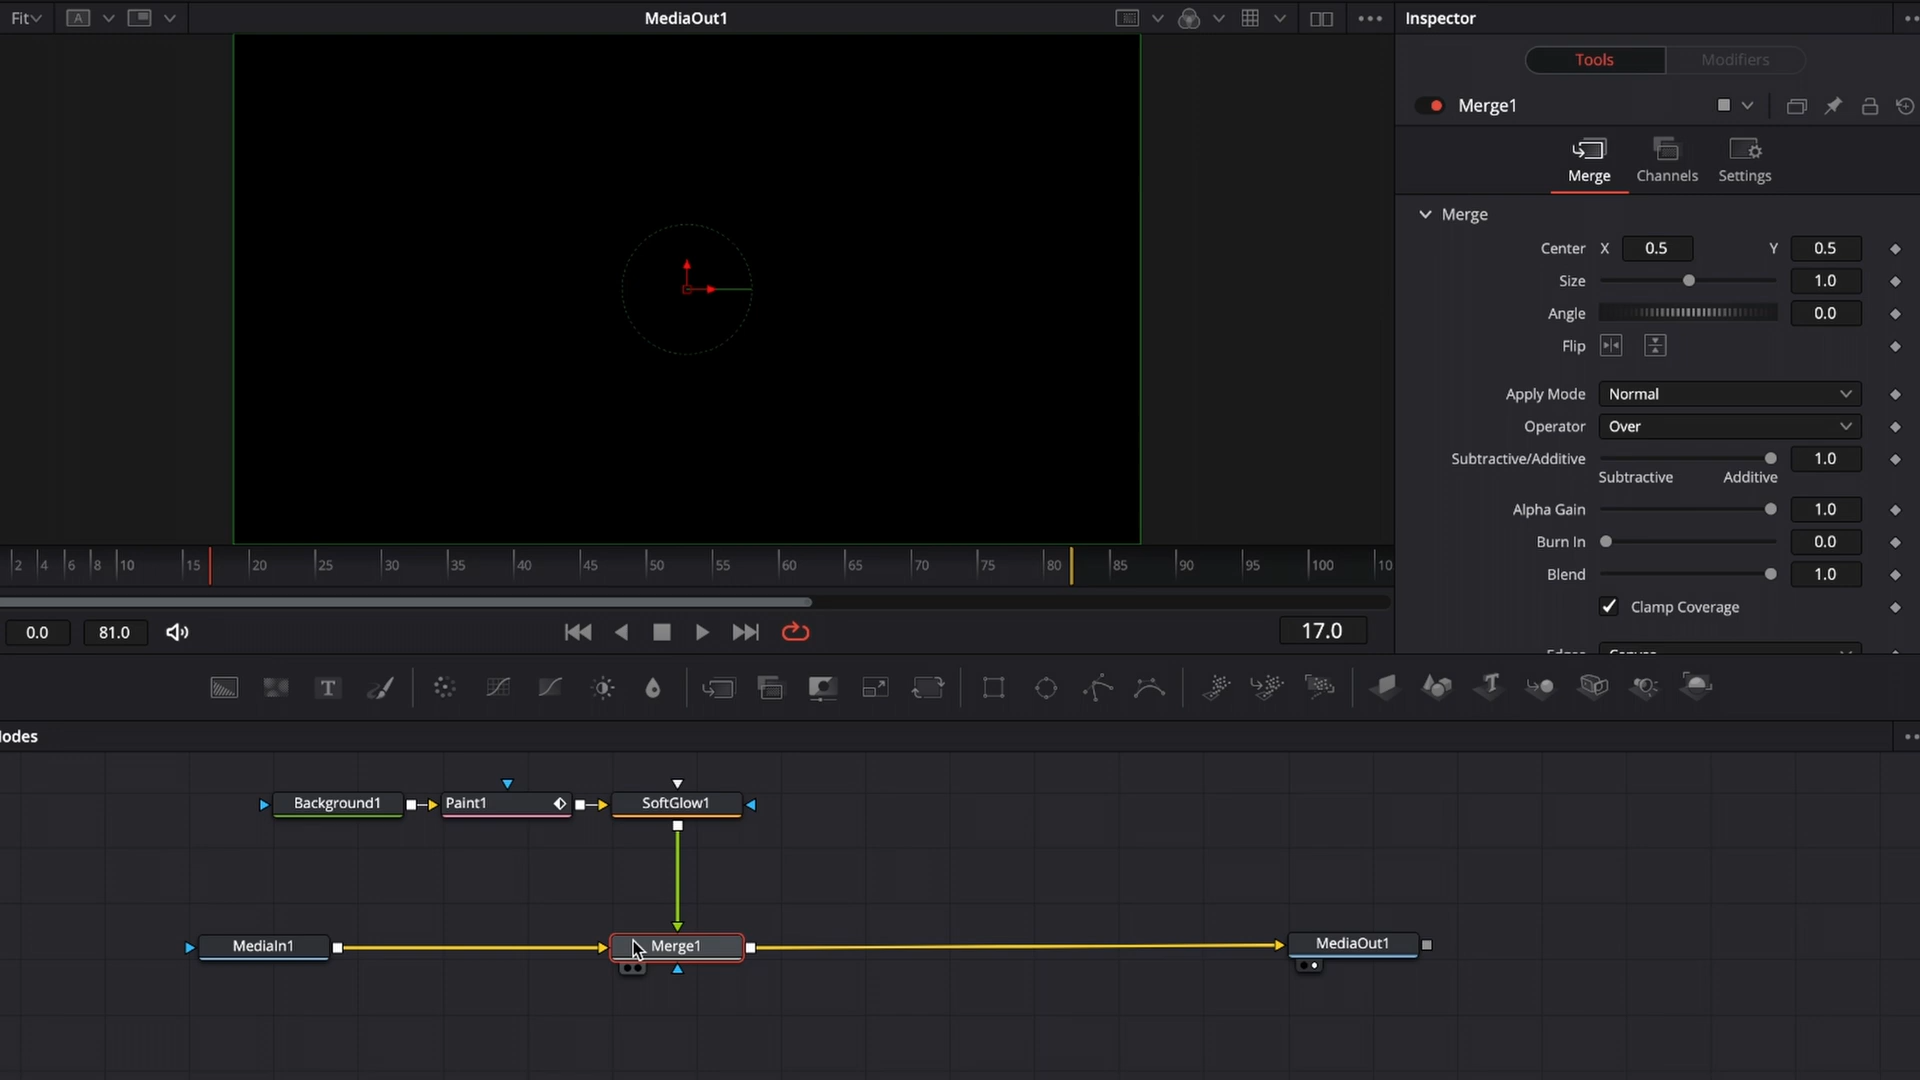 Fit
A
MediaOut1
Inspector
Tools
Modifiers
Merge1
Merge
Channels
Settings
Merge
Center X 0.5 Y 0.5
Size 1.0
Angle 0.0
Flip
Apply Mode Normal
Operator Over
Subtractive/Additive 1.0
Subtractive Additive
Alpha Gain 1.0
Burn In 0.0
Blend 1.0
Clamp Coverage
2 4 6 8 10 15 20 25 30 35 40 45 50 55 60 65 70 75 80 85 90 95 100 10
0.0 81.0 17.0
T
odes
Background1 Paint1 SoftGlow1
MediaIn1 Merge1 MediaOut1